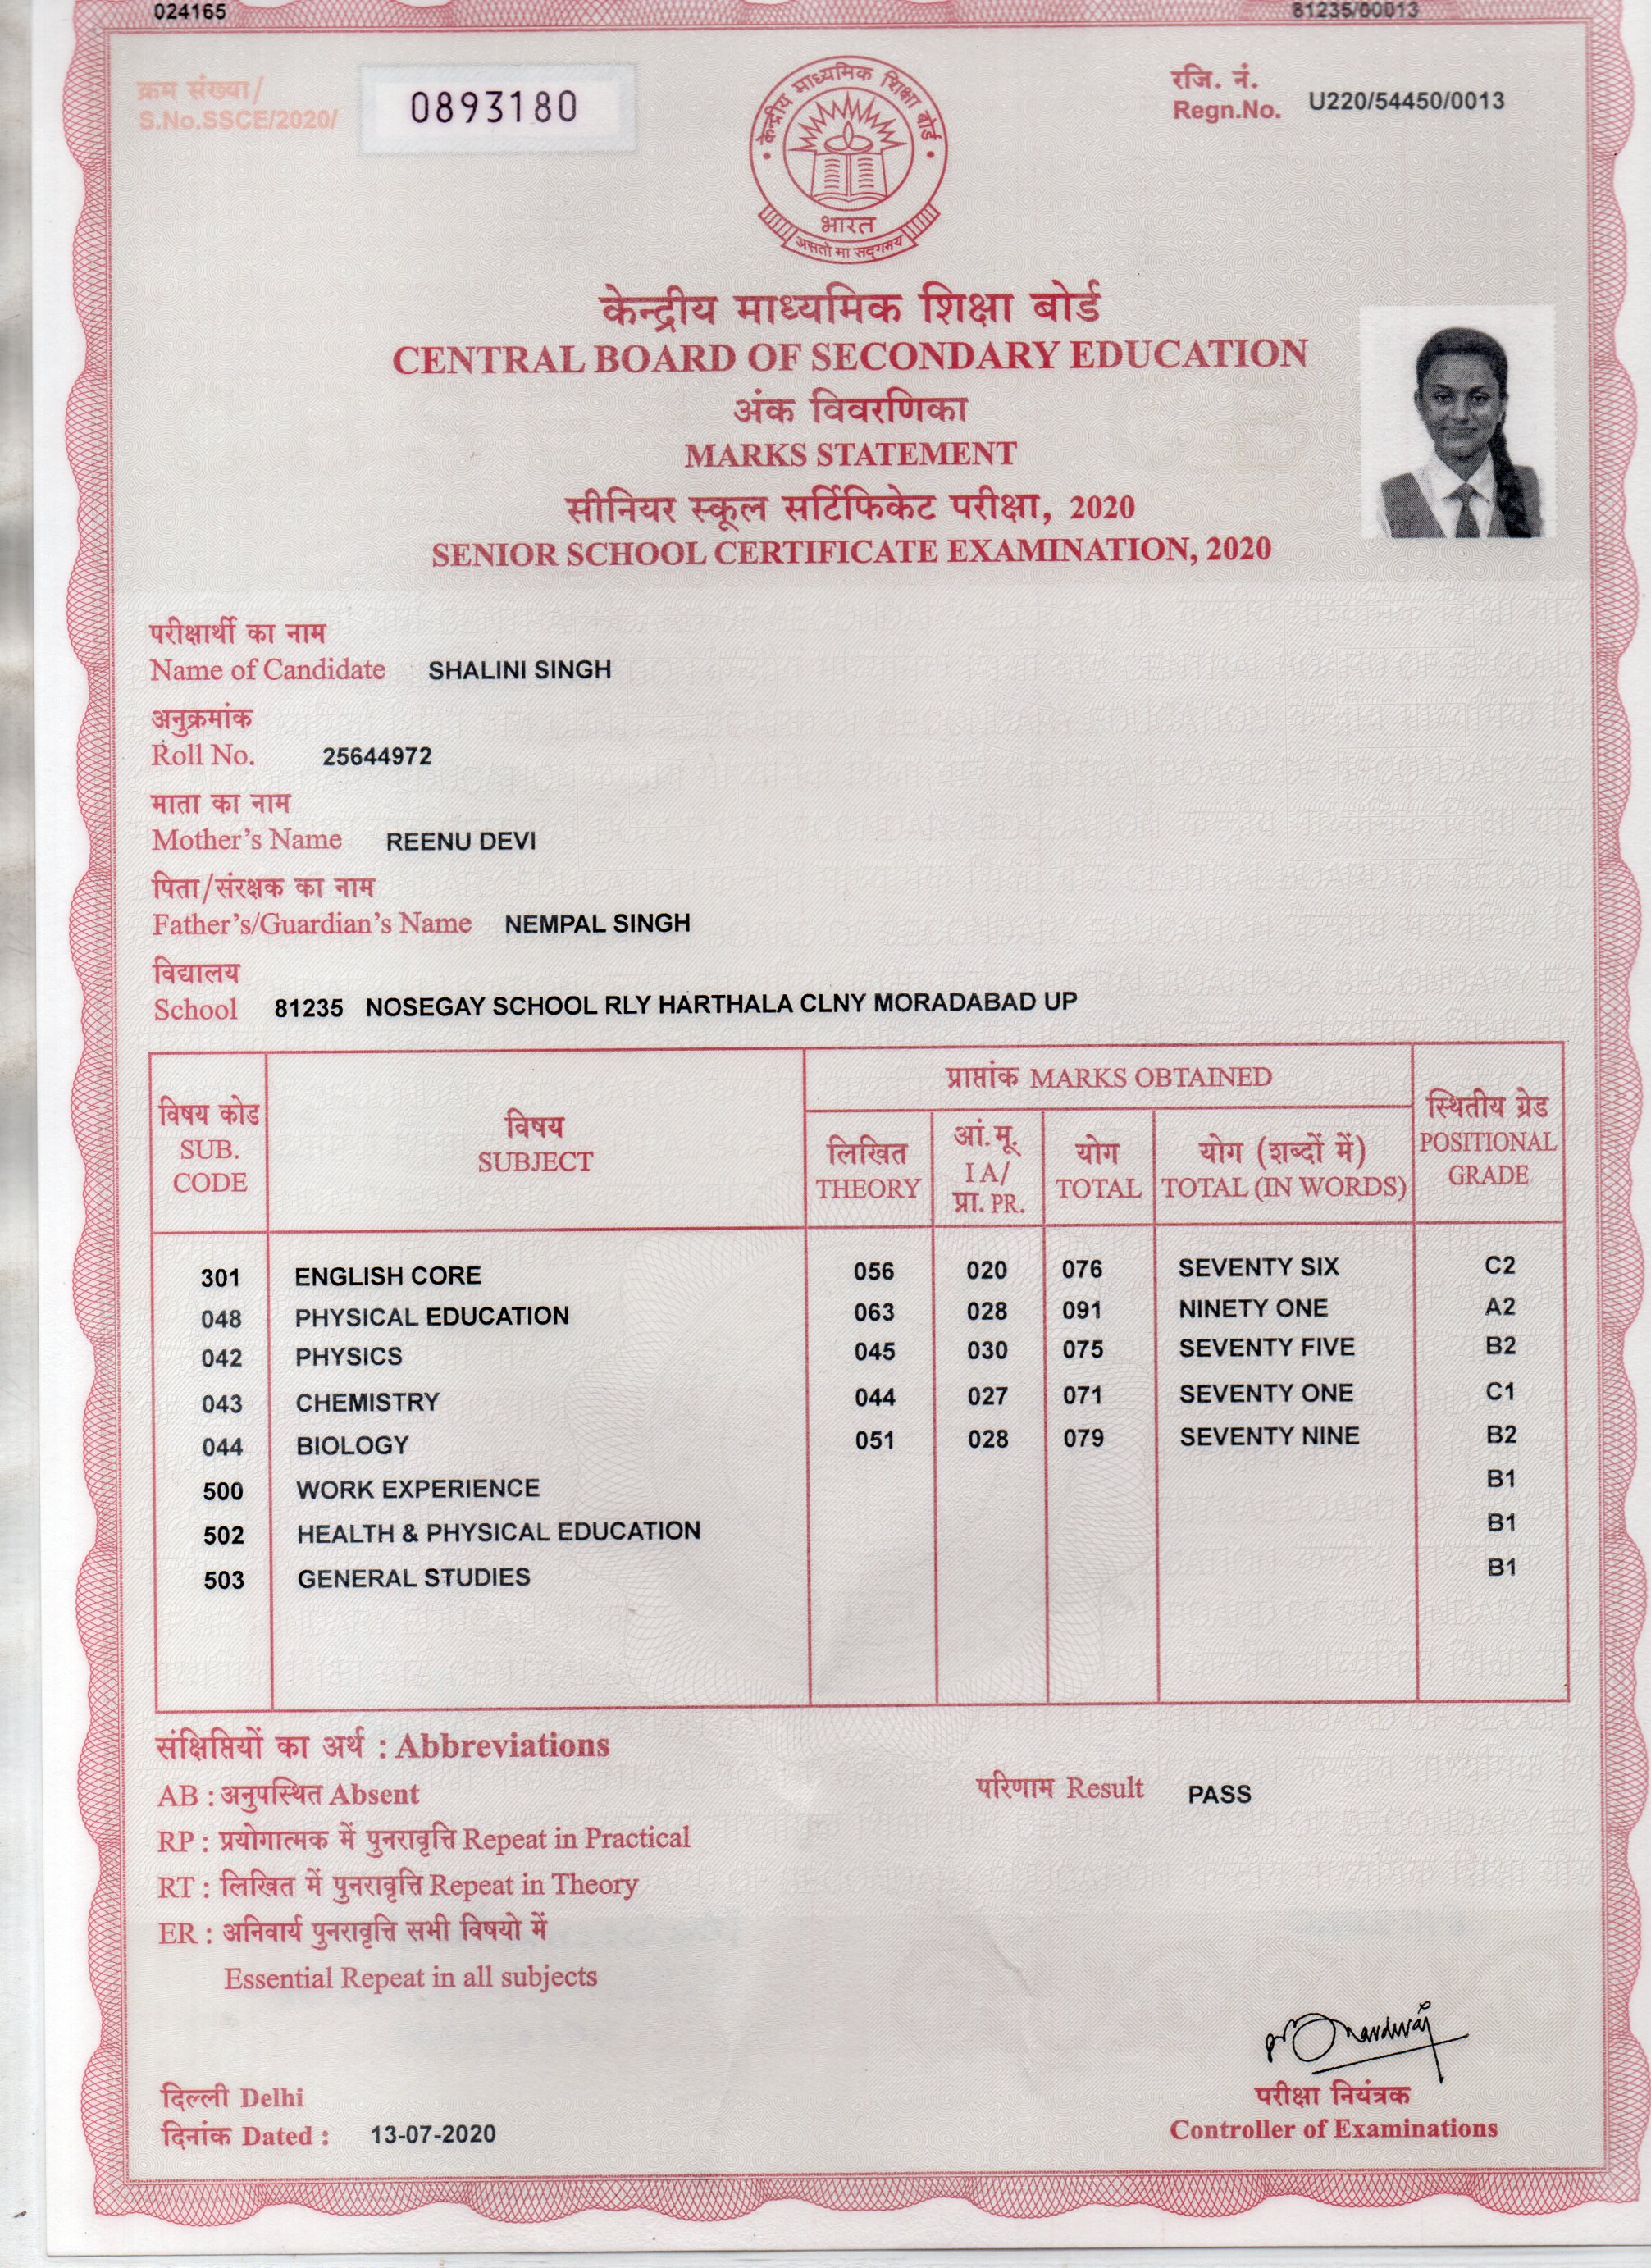 024165
81235/00013
क्रम संख्या/
S.No.SSCE/2020/
0893180
रजि. नं.
Regn.No. U220/54450/0013
केन्द्रीय माध्यमिक शिक्षा बोर्ड
भारत
असतो मा सद्गमय
केन्द्रीय माध्यमिक शिक्षा बोर्ड
CENTRAL BOARD OF SECONDARY EDUCATION
अंक विवरणिका
MARKS STATEMENT
सीनियर स्कूल सर्टिफिकेट परीक्षा, 2020
SENIOR SCHOOL CERTIFICATE EXAMINATION, 2020
परीक्षार्थी का नाम
Name of Candidate SHALINI SINGH
अनुक्रमांक
Roll No. 25644972
माता का नाम
Mother's Name REENU DEVI
पिता/संरक्षक का नाम
Father's/Guardian's Name NEMPAL SINGH
विद्यालय
School 81235 NOSEGAY SCHOOL RLY HARTHALA CLNY MORADABAD UP
विषय कोड
SUB.
CODE
विषय
SUBJECT
प्राप्तांक MARKS OBTAINED
लिखित
THEORY
आं.मू.
I A/
प्रा. PR.
योग
TOTAL
योग (शब्दों में)
TOTAL (IN WORDS)
स्थितीय ग्रेड
POSITIONAL
GRADE
301 ENGLISH CORE 056 020 076 SEVENTY SIX C2
048 PHYSICAL EDUCATION 063 028 091 NINETY ONE A2
042 PHYSICS 045 030 075 SEVENTY FIVE B2
043 CHEMISTRY 044 027 071 SEVENTY ONE C1
044 BIOLOGY 051 028 079 SEVENTY NINE B2
500 WORK EXPERIENCE B1
502 HEALTH & PHYSICAL EDUCATION B1
503 GENERAL STUDIES B1
संक्षिप्तियों का अर्थ : Abbreviations
AB : अनुपस्थित Absent
परिणाम Result PASS
RP : प्रयोगात्मक में पुनरावृत्ति Repeat in Practical
RT : लिखित में पुनरावृत्ति Repeat in Theory
ER : अनिवार्य पुनरावृत्ति सभी विषयो में
Essential Repeat in all subjects
दिल्ली Delhi
दिनांक Dated : 13-07-2020
परीक्षा नियंत्रक
Controller of Examinations